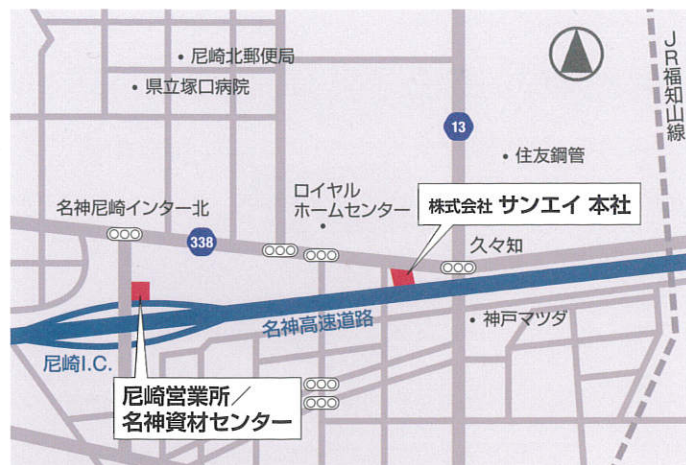 尼崎北郵便局
県立塚口病院
13
JR福知山線
住友鋼管
名神尼崎インター北
338
ロイヤル
ホームセンター
株式会社 サンエイ 本社
久々知
名神高速道路
神戸マツダ
尼崎I.C.
尼崎営業所／
名神資材センター